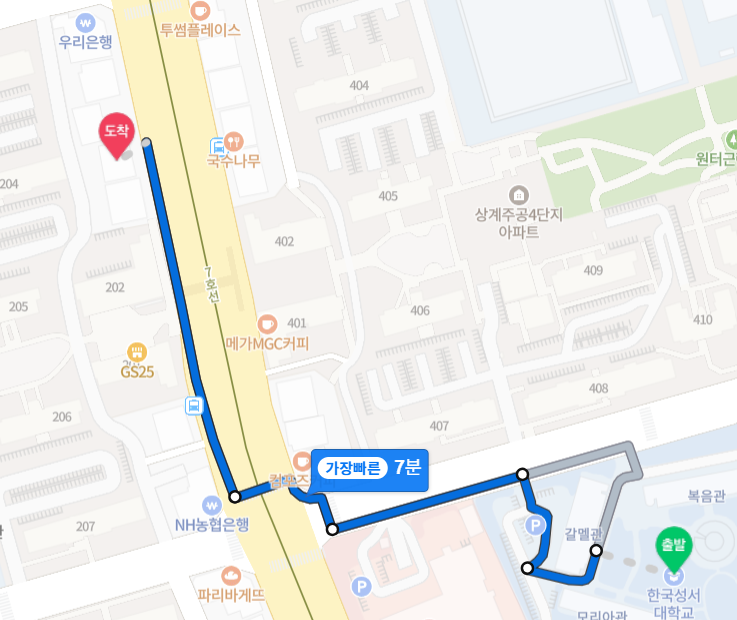 우리은행
투썸플레이스
404
도착
국수나무
원터근
204
405
상계주공4단지
아파트
402
7호선
409
202
205
406
401
410
메가MGC커피
GS25
408
206
407
가장빠른 7분
복음관
NH농협은행
207
P
갈멜관
출발
한국성서
대학교
P
파리바게뜨
모리아관